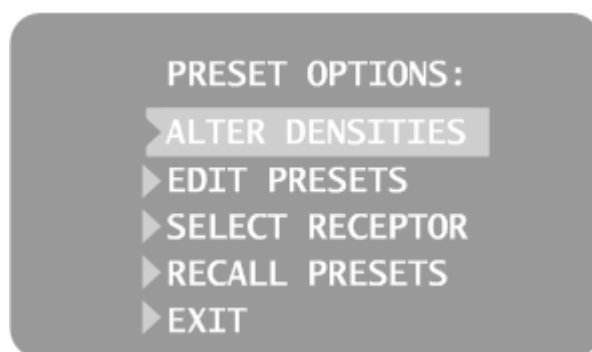 PRESET OPTIONS:
ALTER DENSITIES
EDIT PRESETS
SELECT RECEPTOR
RECALL PRESETS
EXIT